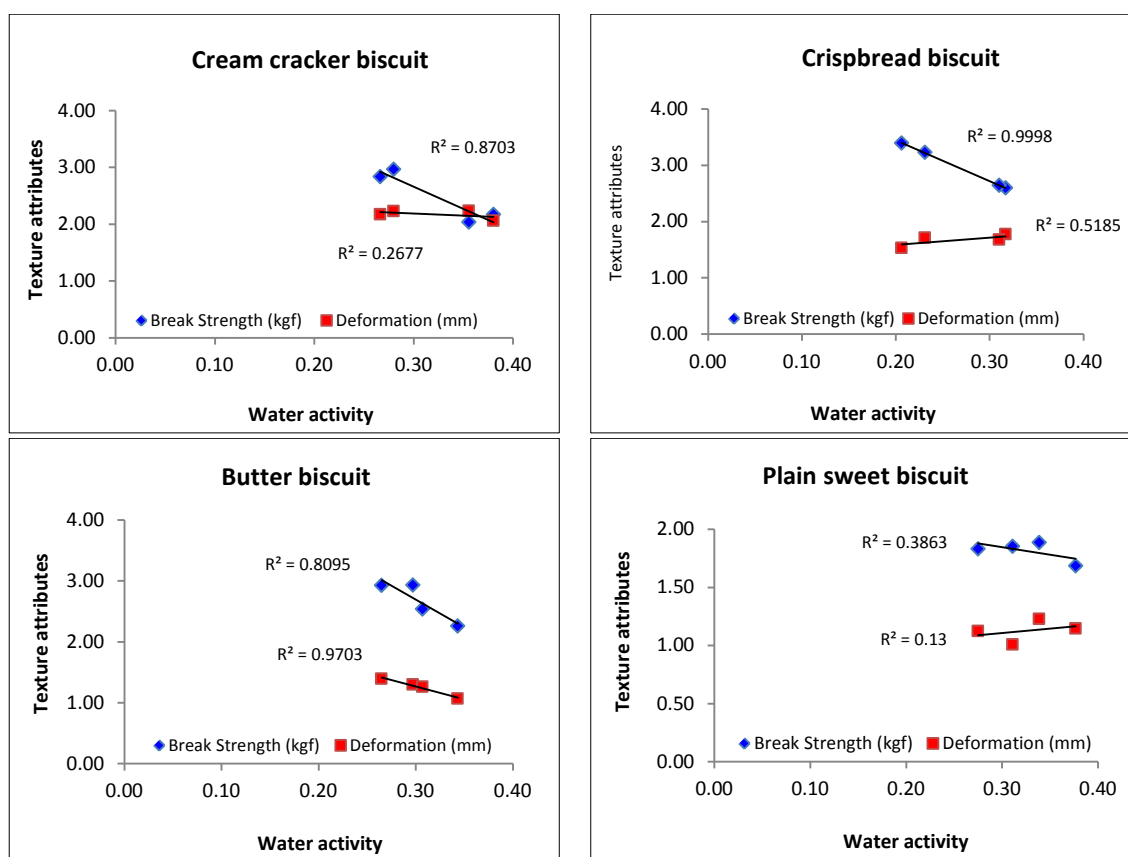 Cream cracker biscuit
4.00
3.00
2.00
1.00
0.00
Texture attributes
R² = 0.8703
R² = 0.2677
Break Strength (kgf) Deformation (mm)
0.00 0.10 0.20 0.30 0.40
Water activity
Crispbread biscuit
4.00
3.00
2.00
1.00
0.00
Texture attributes
R² = 0.9998
R² = 0.5185
Break Strength (kgf) Deformation (mm)
0.00 0.10 0.20 0.30 0.40
Water activity
Butter biscuit
4.00
3.00
2.00
1.00
0.00
Texture attributes
R² = 0.8095
R² = 0.9703
Break Strength (kgf) Deformation (mm)
0.00 0.10 0.20 0.30 0.40
Water activity
Plain sweet biscuit
2.00
1.50
1.00
0.50
0.00
Texture attributes
R² = 0.3863
R² = 0.13
Break Strength (kgf) Deformation (mm)
0.00 0.10 0.20 0.30 0.40
Water activity